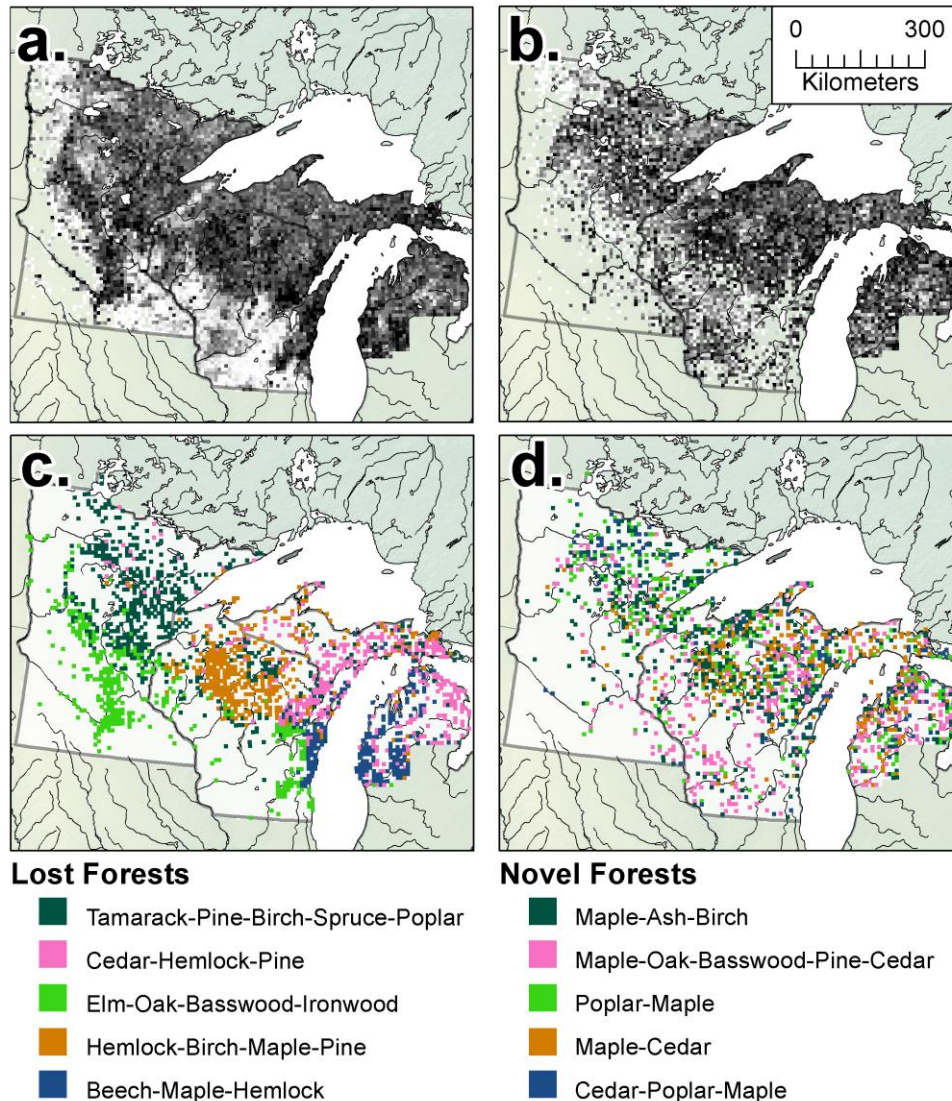 a.
b.
0 300
Kilometers
c.
d.
Lost Forests
Tamarack-Pine-Birch-Spruce-Poplar
Cedar-Hemlock-Pine
Elm-Oak-Basswood-Ironwood
Hemlock-Birch-Maple-Pine
Beech-Maple-Hemlock
Novel Forests
Maple-Ash-Birch
Maple-Oak-Basswood-Pine-Cedar
Poplar-Maple
Maple-Cedar
Cedar-Poplar-Maple